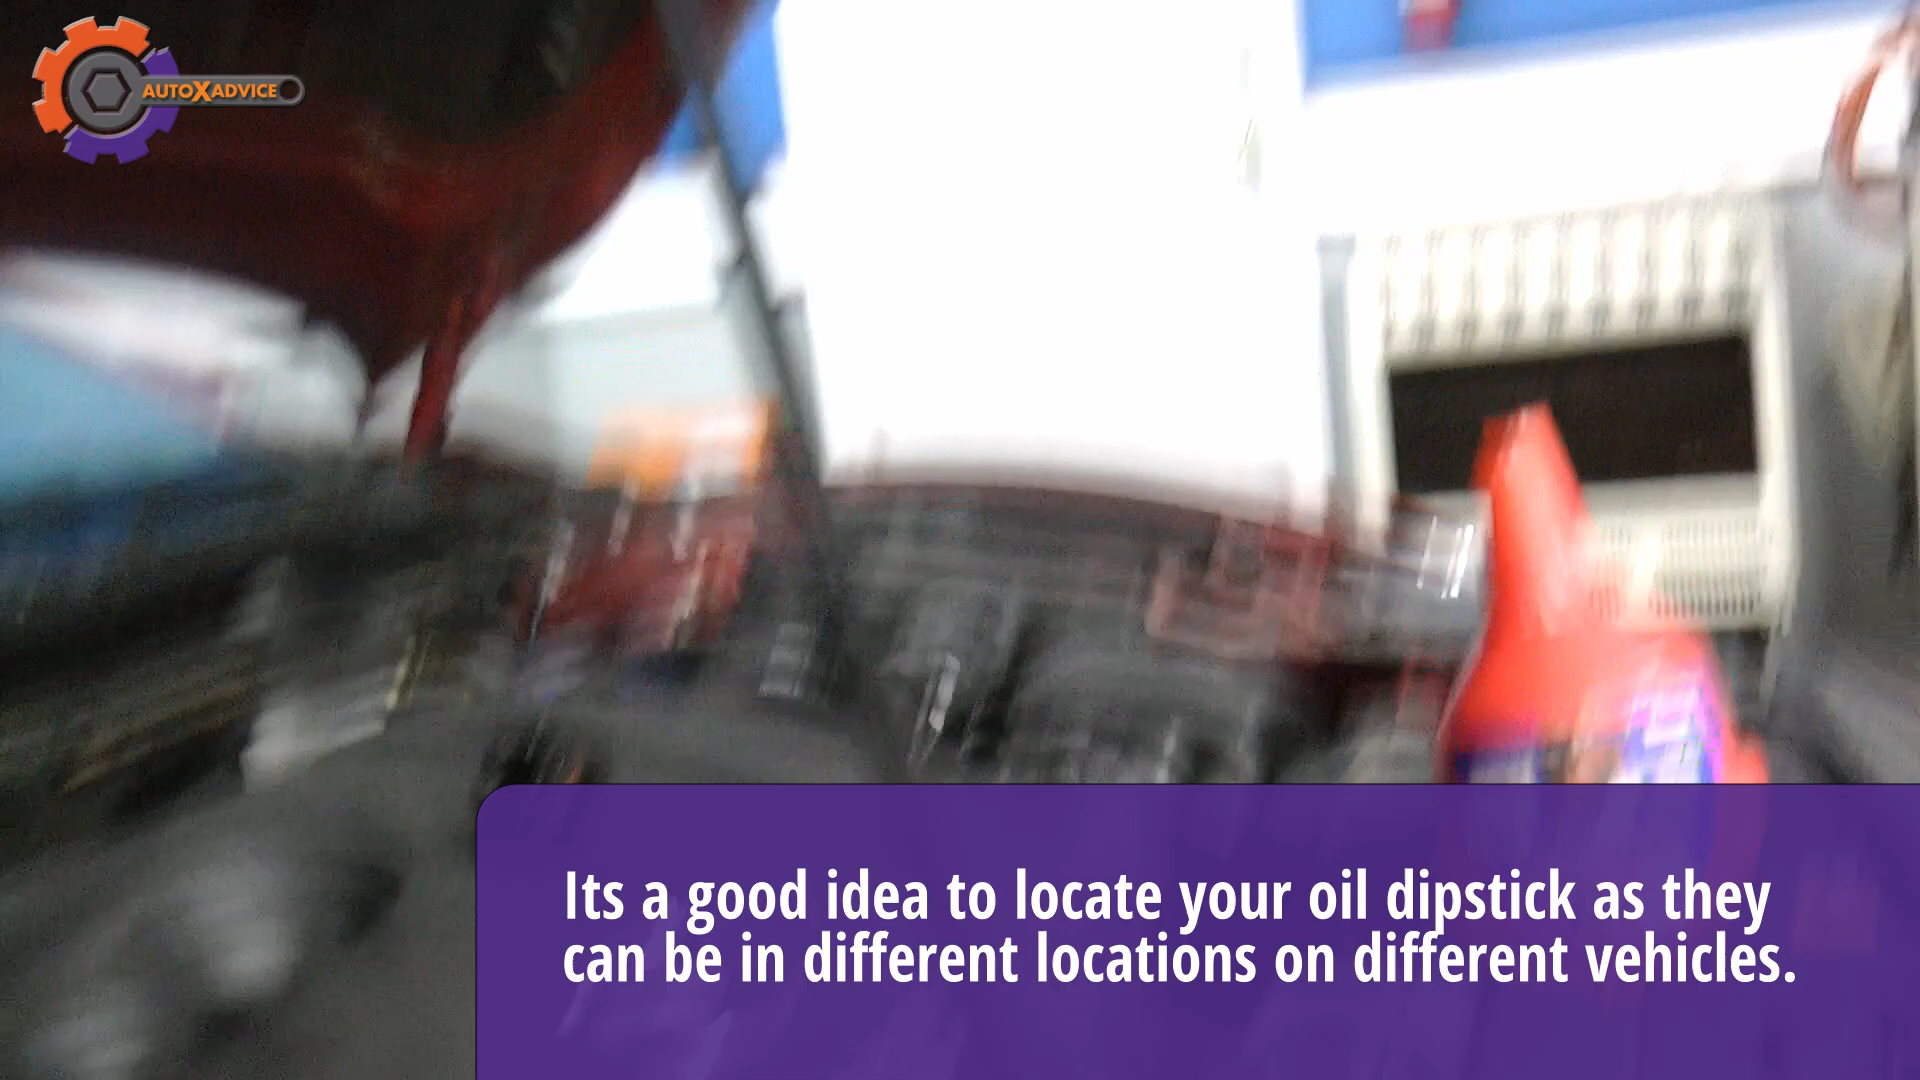 AUTOXADVICE
Its a good idea to locate your oil dipstick as they
can be in different locations on different vehicles.